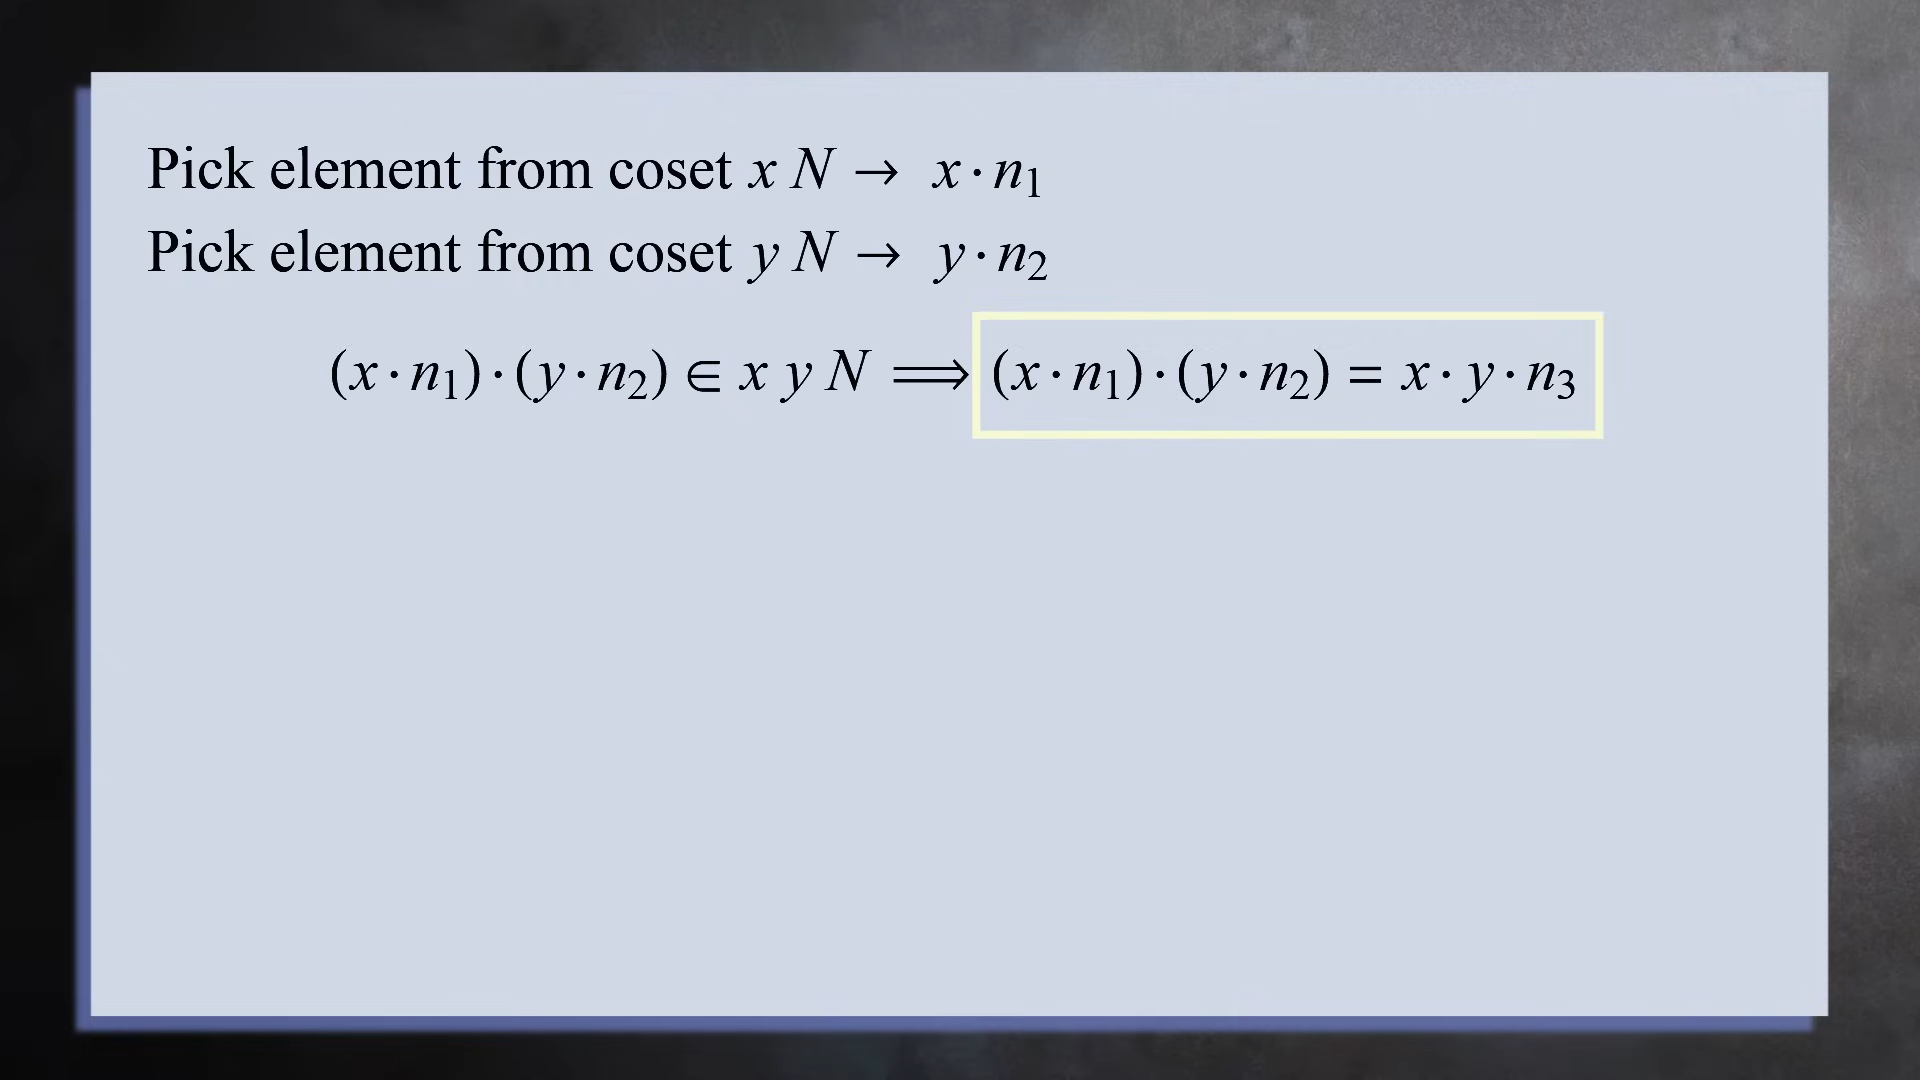 Pick element from coset x N → x · n₁
Pick element from coset y N → y · n₂
(x · n₁) · (y · n₂) ∈ x y N ⟹ (x · n₁) · (y · n₂) = x · y · n₃